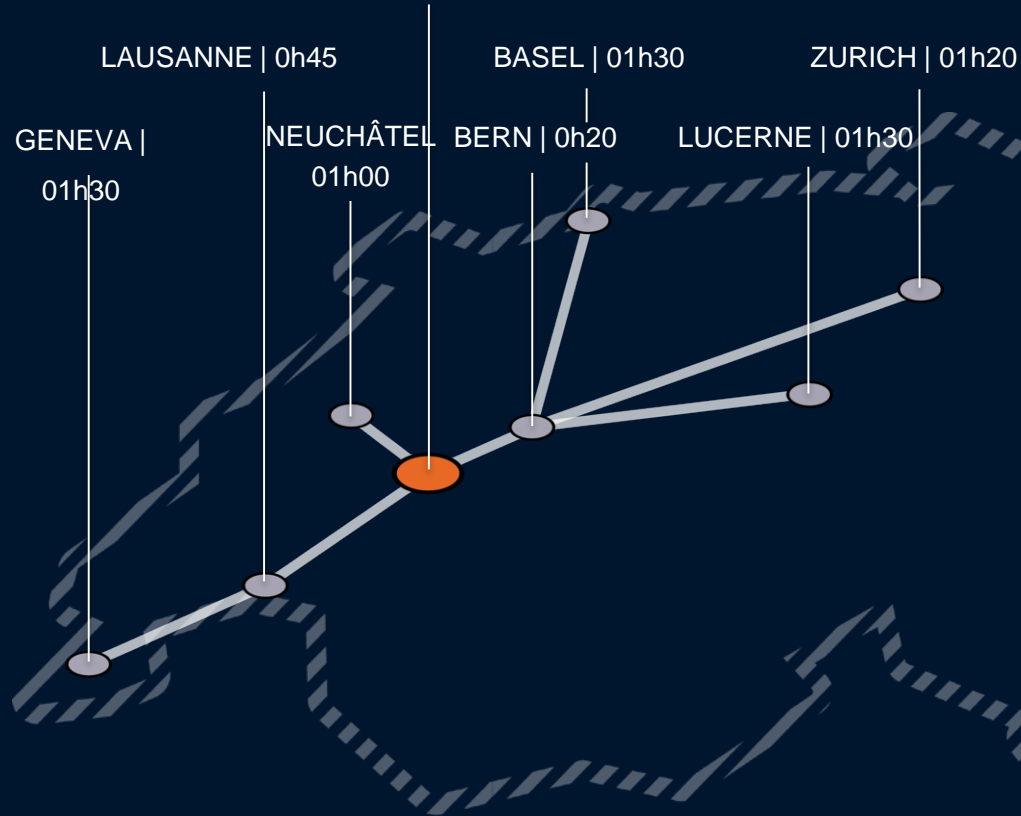 LAUSANNE | 0h45
BASEL | 01h30
ZURICH | 01h20
GENEVA |
01h30
NEUCHÂTEL
01h00
BERN | 0h20
LUCERNE | 01h30